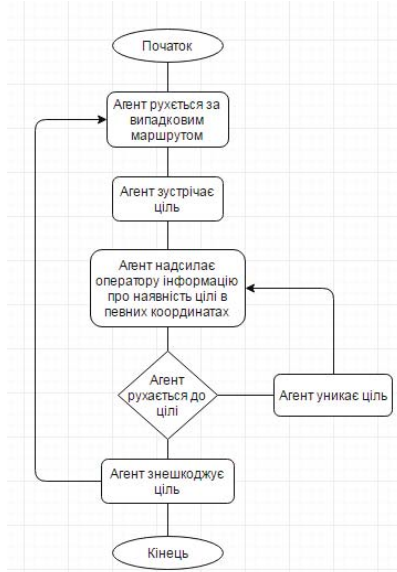 Початок
Агент рухється за
випадковим
маршрутом
Агент зустрічає
ціль
Агент надсилає
оператору інформацію
про наявність цілі в
певних координатах
Агент
рухається до
цілі
Агент уникає ціль
Агент знешкоджує
ціль
Кінець